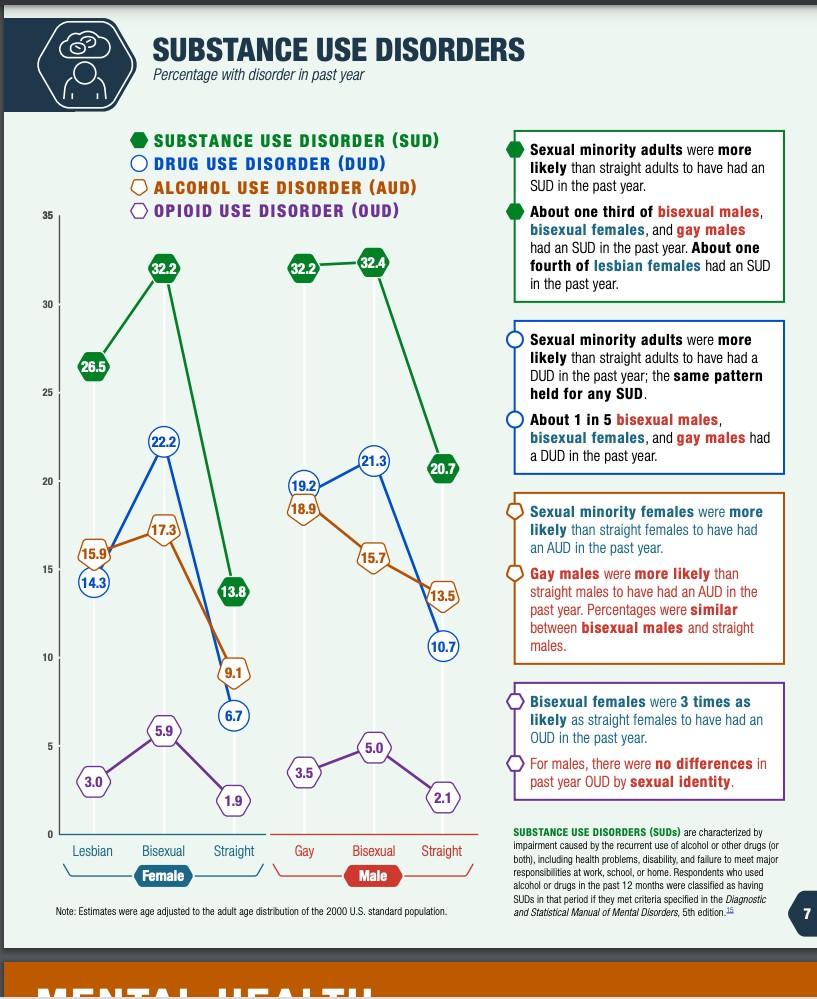 SUBSTANCE USE DISORDERS
Percentage with disorder in past year
SUBSTANCE USE DISORDER (SUD)
DRUG USE DISORDER (DUD)
ALCOHOL USE DISORDER (AUD)
OPIOID USE DISORDER (OUD)
35
30
25
20
15
10
5
0
26.5
32.2
13.8
14.3
22.2
6.7
15.9
17.3
9.1
3.0
5.9
1.9
32.2
32.4
20.7
19.2
21.3
10.7
18.9
15.7
13.5
3.5
5.0
2.1
Lesbian
Bisexual
Straight
Gay
Bisexual
Straight
Female
Male
Note: Estimates were age adjusted to the adult age distribution of the 2000 U.S. standard population.
Sexual minority adults were more
likely than straight adults to have had an
SUD in the past year.
About one third of bisexual males,
bisexual females, and gay males
had an SUD in the past year. About one
fourth of lesbian females had an SUD
in the past year.
Sexual minority adults were more
likely than straight adults to have had a
DUD in the past year; the same pattern
held for any SUD.
About 1 in 5 bisexual males,
bisexual females, and gay males had
a DUD in the past year.
Sexual minority females were more
likely than straight females to have had
an AUD in the past year.
Gay males were more likely than
straight males to have had an AUD in the
past year. Percentages were similar
between bisexual males and straight
males.
Bisexual females were 3 times as
likely as straight females to have had an
OUD in the past year.
For males, there were no differences in
past year OUD by sexual identity.
SUBSTANCE USE DISORDERS (SUDs) are characterized by
impairment caused by the recurrent use of alcohol or other drugs (or
both), including health problems, disability, and failure to meet major
responsibilities at work, school, or home. Respondents who used
alcohol or drugs in the past 12 months were classified as having
SUDs in that period if they met criteria specified in the Diagnostic
and Statistical Manual of Mental Disorders, 5th edition.15
7
MENTAL HEALTH